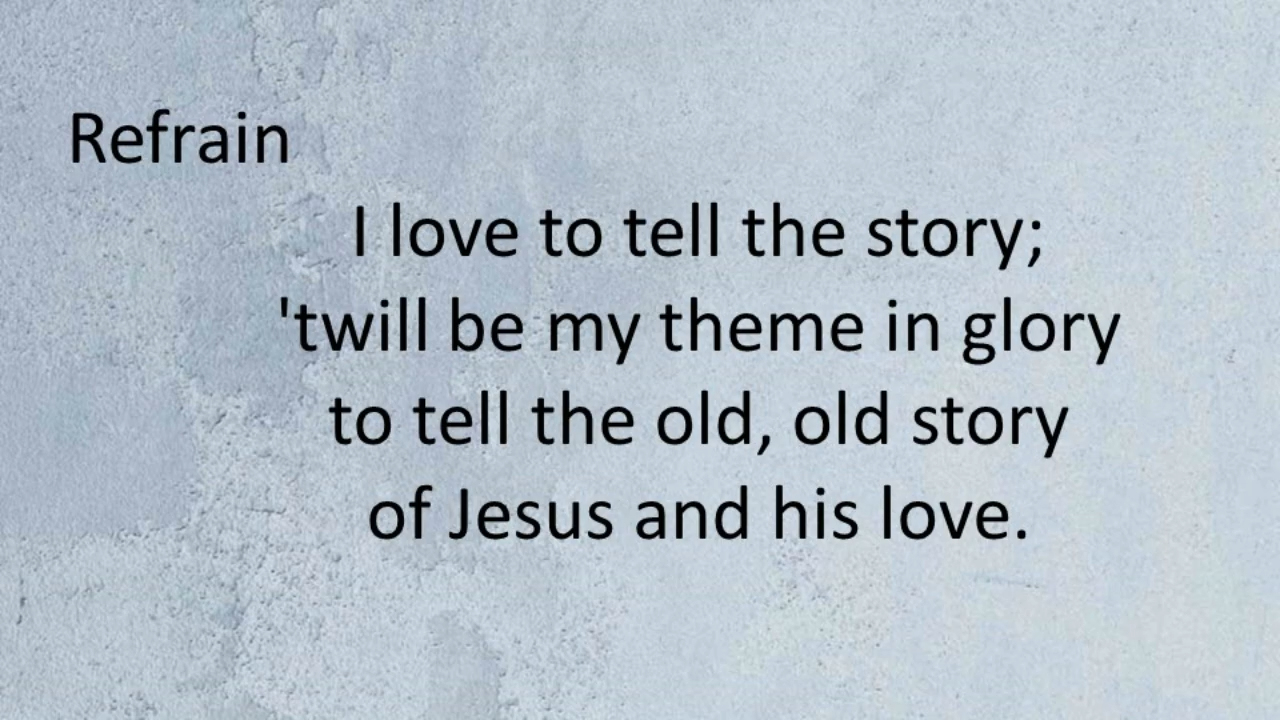 Refrain
I love to tell the story;
'twill be my theme in glory
to tell the old, old story
of Jesus and his love.